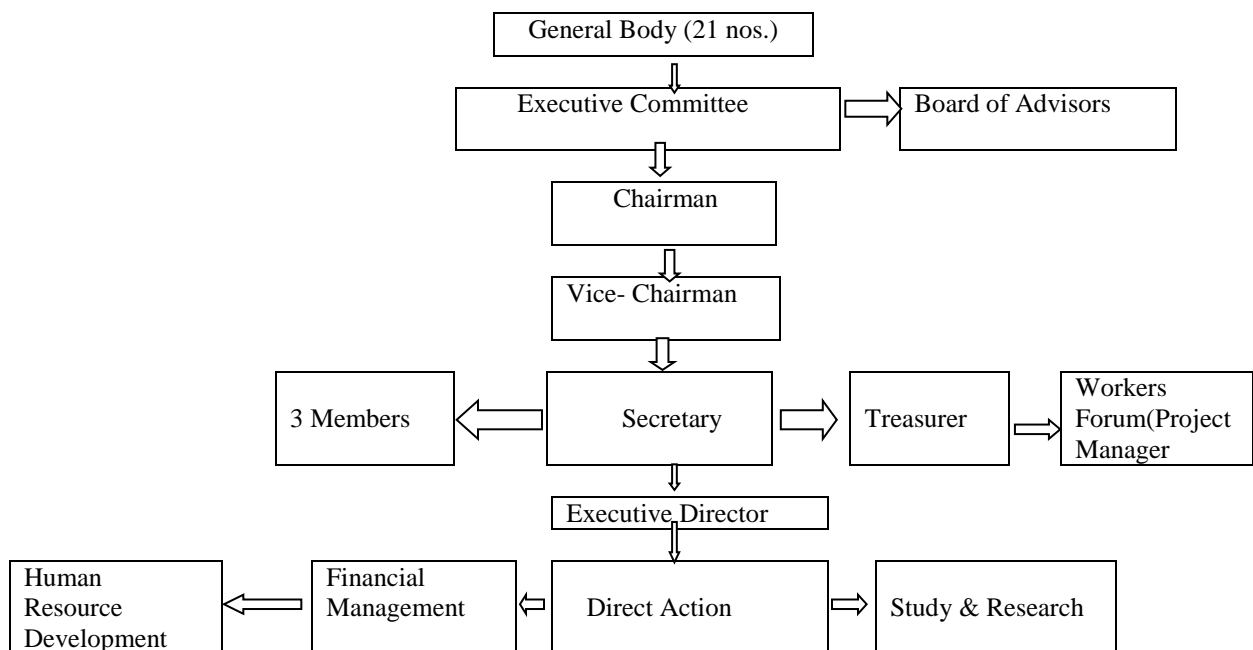 General Body (21 nos.)
Executive Committee
Board of Advisors
Chairman
Vice- Chairman
3 Members
Secretary
Treasurer
Workers
Forum(Project
Manager
Executive Director
Human
Resource
Development
Financial
Management
Direct Action
Study & Research